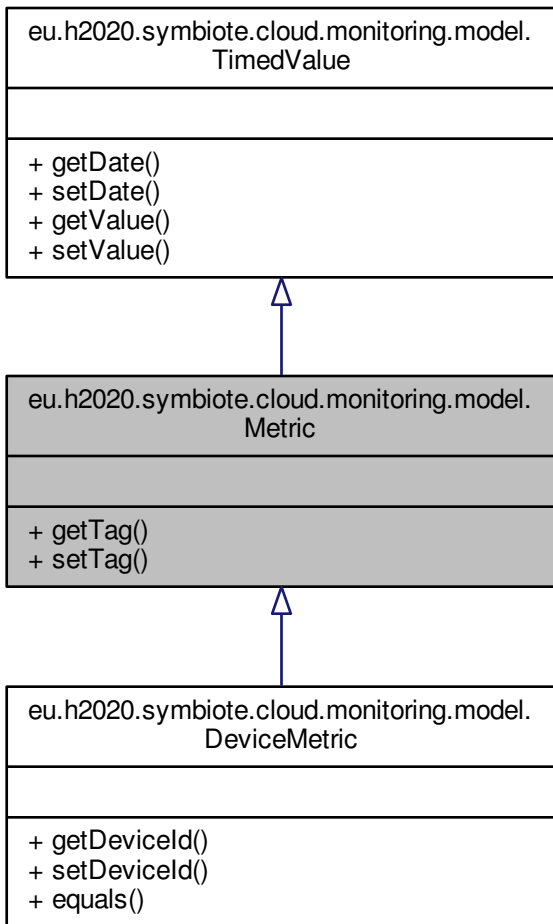 eu.h2020.symbiote.cloud.monitoring.model.
TimedValue
+ getDate()
+ setDate()
+ getValue()
+ setValue()
eu.h2020.symbiote.cloud.monitoring.model.
Metric
+ getTag()
+ setTag()
eu.h2020.symbiote.cloud.monitoring.model.
DeviceMetric
+ getDeviceId()
+ setDeviceId()
+ equals()